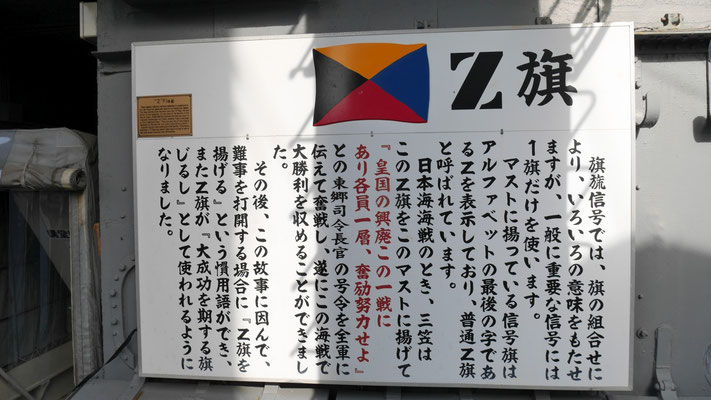 Z旗
旗旒信号では、旗の組合せに
より、いろいろの意味をもたせ
ますが、一般に重要な信号には
1旗だけを使います。
マストに揚っている信号旗は
アルファベットの最後の字であ
るZを表示しており、普通Z旗
と呼ばれています。
日本海海戦のとき、三笠は
このZ旗をこのマストに揚げて
『皇国の興廃この一戦に
あり各員一層、奮励努力せよ』
との東郷司令長官の号令を全軍に
伝えて奮戦し、遂にこの海戦で
大勝利を収めることができまし
た。
その後、この故事に因んで、
難事を打開する場合に『Z旗を
揚げる』という慣用語ができ、
またZ旗が『大成功を期する旗
じるし』として使われるように
なりました。